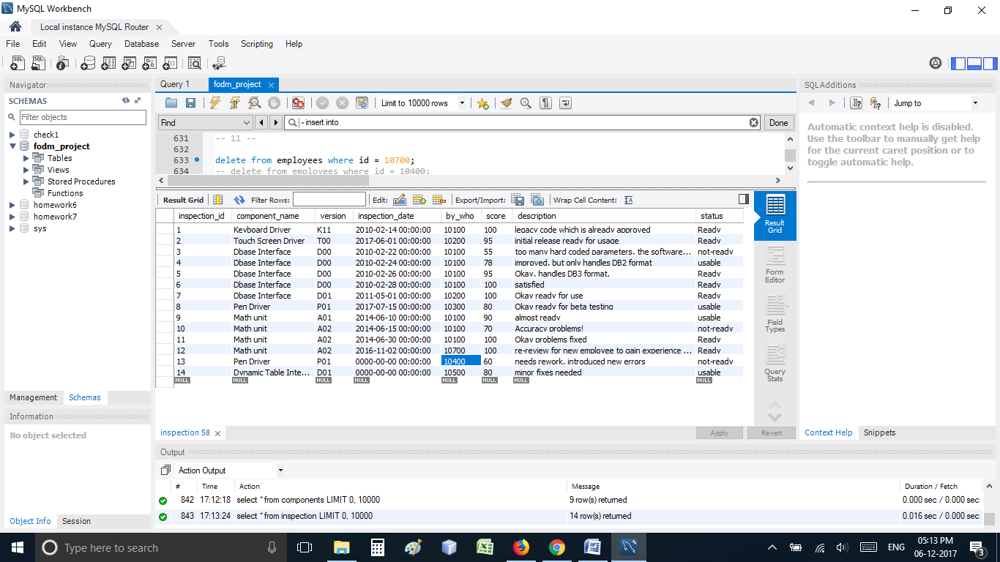 MySQL Workbench
Local instance MySQL Router
File Edit View Query Database Server Tools Scripting Help
Navigator
SCHEMAS
Filter objects
check1
fodm_project
Tables
Views
Stored Procedures
Functions
homework6
homework7
sys
Management Schemas
Information
No object selected
Object Info Session
Query 1 fodm_project
Limit to 10000 rows
Find insert into Done
631 -- 11 --
632
633 delete from employees where id = 10700;
634 -- delete from employees where id = 10400;
Result Grid Filter Rows: Edit: Export/Import: Wrap Cell Content:
inspection_id component_name version inspection_date by_who score description status
1 Keyboard Driver K11 2010-02-14 00:00:00 10100 100 legacy code which is already approved Ready
2 Touch Screen Driver T00 2017-06-01 00:00:00 10200 95 initial release ready for usage Ready
3 Dbase Interface D00 2010-02-22 00:00:00 10100 55 too many hard coded parameters, the software... not-ready
4 Dbase Interface D00 2010-02-24 00:00:00 10100 78 improved, but only handles DB2 format usable
5 Dbase Interface D00 2010-02-26 00:00:00 10100 95 Okay, handles DB3 format. Ready
6 Dbase Interface D00 2010-02-28 00:00:00 10100 100 satisfied Ready
7 Dbase Interface D01 2011-05-01 00:00:00 10200 100 Okay ready for use Ready
8 Pen Driver P01 2017-07-15 00:00:00 10300 80 Okay ready for beta testing usable
9 Math unit A01 2014-06-10 00:00:00 10100 90 almost ready usable
10 Math unit A02 2014-06-15 00:00:00 10100 70 Accuracy problems! not-ready
11 Math unit A02 2014-06-30 00:00:00 10100 100 Okay problems fixed Ready
12 Math unit A02 2016-11-02 00:00:00 10700 100 re-review for new employee to gain experience ... Ready
13 Pen Driver P01 0000-00-00 00:00:00 10400 60 needs rework, introduced new errors not-ready
14 Dynamic Table Inte... D01 0000-00-00 00:00:00 10500 80 minor fixes needed usable
NULL NULL NULL NULL NULL NULL NULL NULL
Result Grid
Form Editor
Field Types
Query Stats
inspection 58 Apply Revert
Output
Action Output
# Time Action Message Duration / Fetch
842 17:12:18 select * from components LIMIT 0, 10000 9 row(s) returned 0.000 sec / 0.000 sec
843 17:13:24 select * from inspection LIMIT 0, 10000 14 row(s) returned 0.016 sec / 0.000 sec
SQLAdditions
Jump to
Automatic context help is disabled.
Use the toolbar to manually get help
for the current caret position or to
toggle automatic help.
Context Help Snippets
Type here to search
ENG
05:13 PM
06-12-2017
3